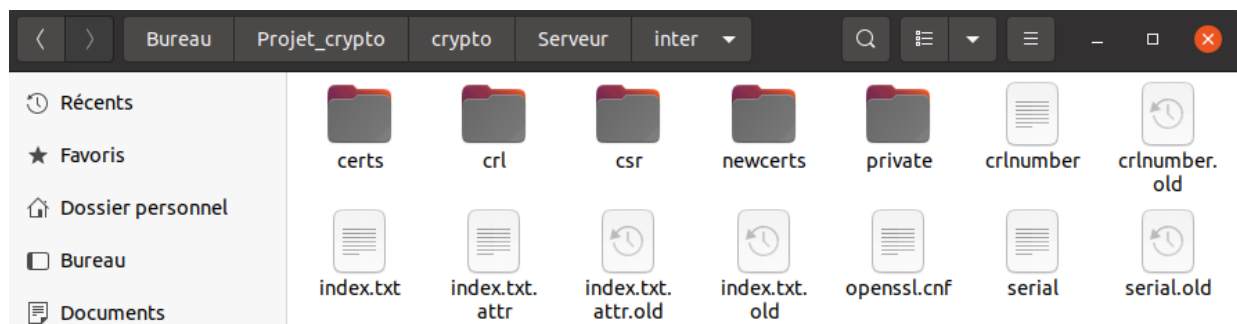 Bureau Projet_crypto crypto Serveur inter
Récents
Favoris
Dossier personnel
Bureau
Documents
certs crl csr newcerts private crlnumber crlnumber.
old
index.txt index.txt. index.txt. index.txt. openssl.cnf serial serial.old
attr attr.old old